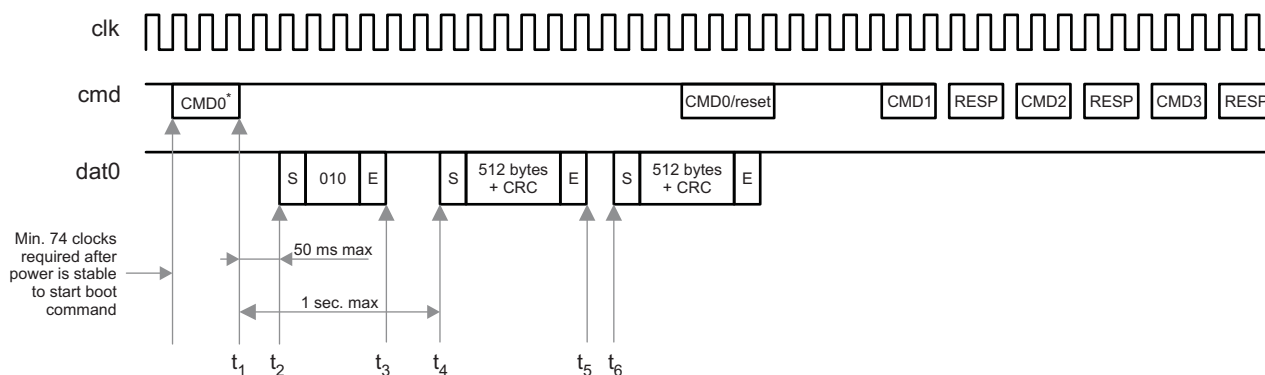 clk
cmd
CMD0*
CMD0/reset
CMD1
RESP
CMD2
RESP
CMD3
RESP
dat0
S
010
E
S
512 bytes
+ CRC
E
S
512 bytes
+ CRC
E
Min. 74 clocks
required after
power is stable
to start boot
command
50 ms max
1 sec. max
t1
t2
t3
t4
t5
t6